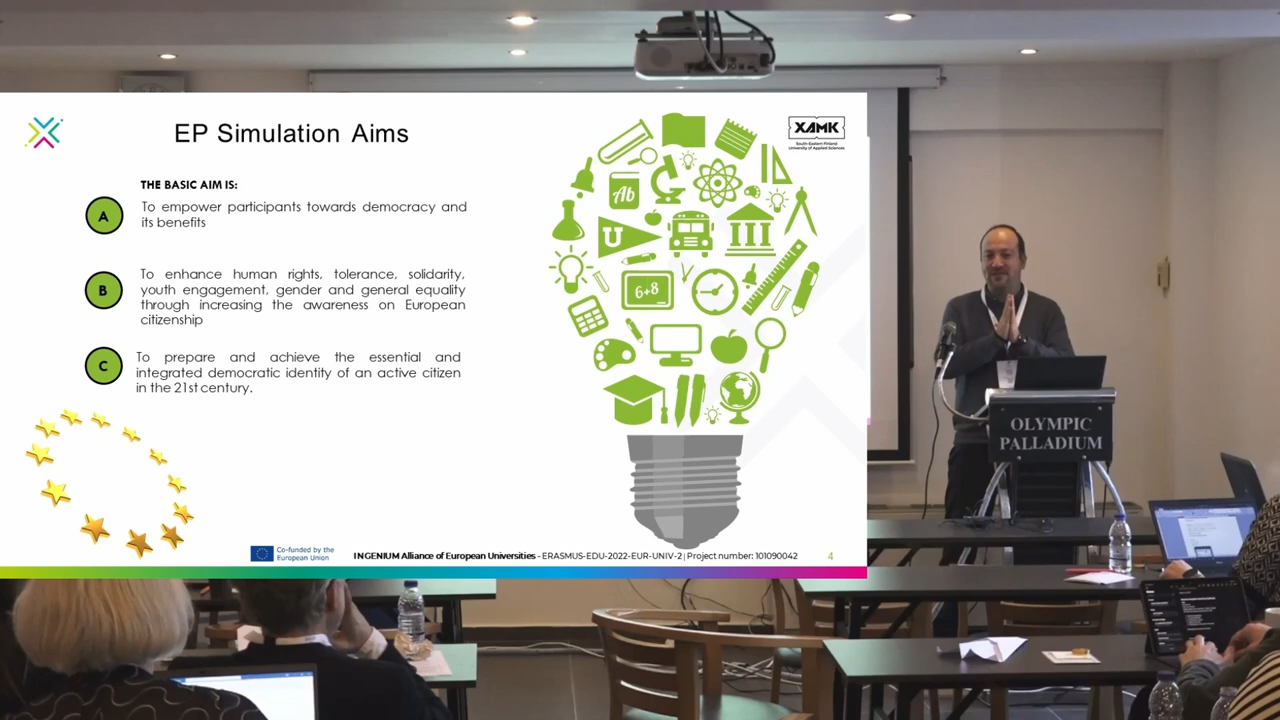 EP Simulation Aims
XAMK
South-Eastern Finland
University of Applied Sciences
THE BASIC AIM IS:
A
To empower participants towards democracy and
its benefits
B
To enhance human rights, tolerance, solidarity,
youth engagement, gender and general equality
through increasing the awareness on European
citizenship
C
To prepare and achieve the essential and
integrated democratic identity of an active citizen
in the 21st century.
Ab
U
6+8
Co-funded by the
European Union
INGENIUM Alliance of European Universities - ERASMUS-EDU-2022-EUR-UNIV-2 | Project number: 101090042
4
OLYMPIC
PALLADIUM